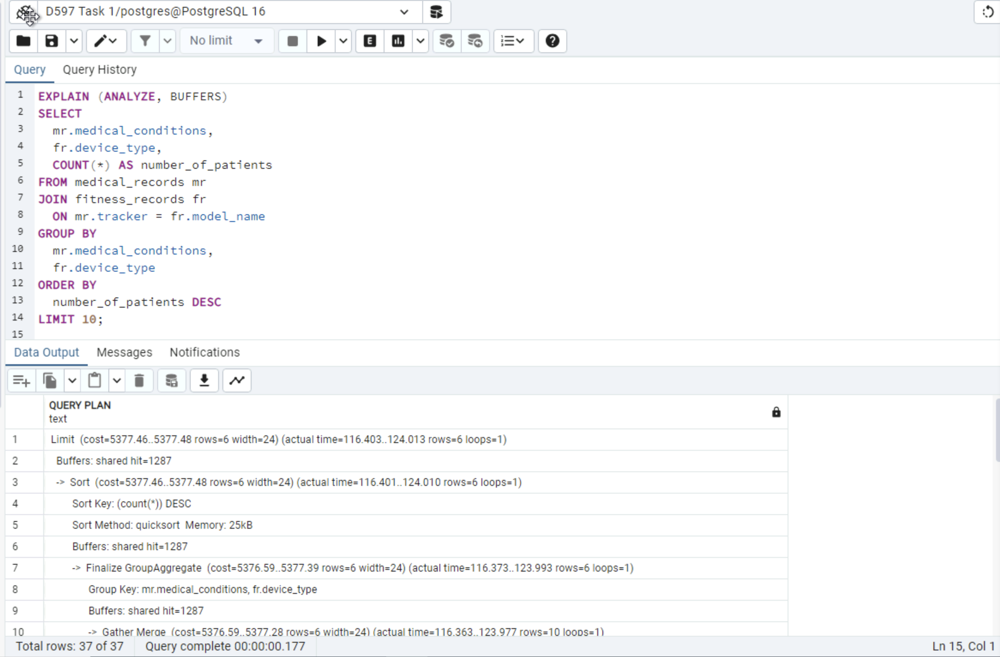 D597 Task 1/postgres@PostgreSQL 16
No limit
E
Query Query History
1 EXPLAIN (ANALYZE, BUFFERS)
2 SELECT
3 mr.medical_conditions,
4 fr.device_type,
5 COUNT(*) AS number_of_patients
6 FROM medical_records mr
7 JOIN fitness_records fr
8 ON mr.tracker = fr.model_name
9 GROUP BY
10 mr.medical_conditions,
11 fr.device_type
12 ORDER BY
13 number_of_patients DESC
14 LIMIT 10;
15
Data Output Messages Notifications
QUERY PLAN
text
1 Limit (cost=5377.46..5377.48 rows=6 width=24) (actual time=116.403..124.013 rows=6 loops=1)
2 Buffers: shared hit=1287
3 -> Sort (cost=5377.46..5377.48 rows=6 width=24) (actual time=116.401..124.010 rows=6 loops=1)
4 Sort Key: (count(*)) DESC
5 Sort Method: quicksort Memory: 25kB
6 Buffers: shared hit=1287
7 -> Finalize GroupAggregate (cost=5376.59..5377.39 rows=6 width=24) (actual time=116.373..123.993 rows=6 loops=1)
8 Group Key: mr.medical_conditions, fr.device_type
9 Buffers: shared hit=1287
10 -> Gather Merge (cost=5376.59..5377.28 rows=6 width=24) (actual time=116.363..123.977 rows=10 loops=1)
Total rows: 37 of 37 Query complete 00:00:00.177 Ln 15, Col 1